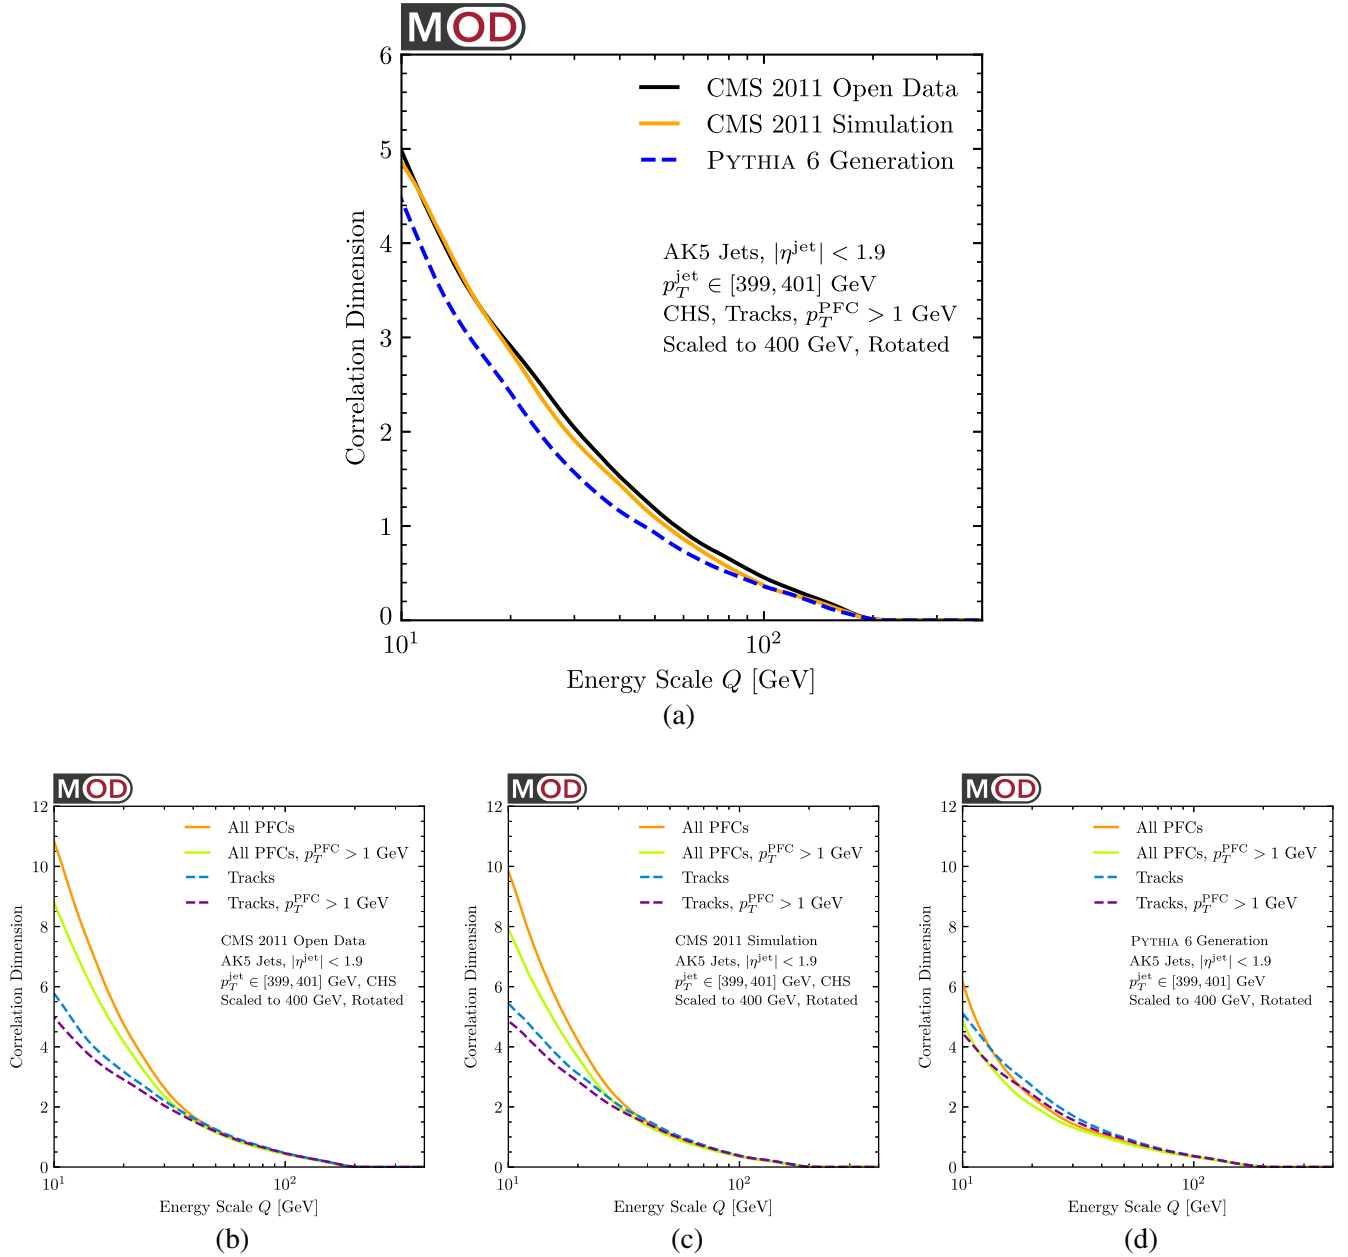 MOD
6
CMS 2011 Open Data
CMS 2011 Simulation
PYTHIA 6 Generation
5
4
3
2
1
0
AK5 Jets, |η^jet| < 1.9
p_T^jet ∈ [399, 401] GeV
CHS, Tracks, p_T^PFC > 1 GeV
Scaled to 400 GeV, Rotated
Correlation Dimension
10^1
10^2
Energy Scale Q [GeV]
(a)
MOD
12
10
8
6
4
2
0
All PFCs
All PFCs, p_T^PFC > 1 GeV
Tracks
Tracks, p_T^PFC > 1 GeV
CMS 2011 Open Data
AK5 Jets, |η^jet| < 1.9
p_T^jet ∈ [399, 401] GeV, CHS
Scaled to 400 GeV, Rotated
Correlation Dimension
10^1
10^2
Energy Scale Q [GeV]
(b)
MOD
12
10
8
6
4
2
0
All PFCs
All PFCs, p_T^PFC > 1 GeV
Tracks
Tracks, p_T^PFC > 1 GeV
CMS 2011 Simulation
AK5 Jets, |η^jet| < 1.9
p_T^jet ∈ [399, 401] GeV, CHS
Scaled to 400 GeV, Rotated
Correlation Dimension
10^1
10^2
Energy Scale Q [GeV]
(c)
MOD
12
10
8
6
4
2
0
All PFCs
All PFCs, p_T^PFC > 1 GeV
Tracks
Tracks, p_T^PFC > 1 GeV
PYTHIA 6 Generation
AK5 Jets, |η^jet| < 1.9
p_T^jet ∈ [399, 401] GeV
Scaled to 400 GeV, Rotated
Correlation Dimension
10^1
10^2
Energy Scale Q [GeV]
(d)